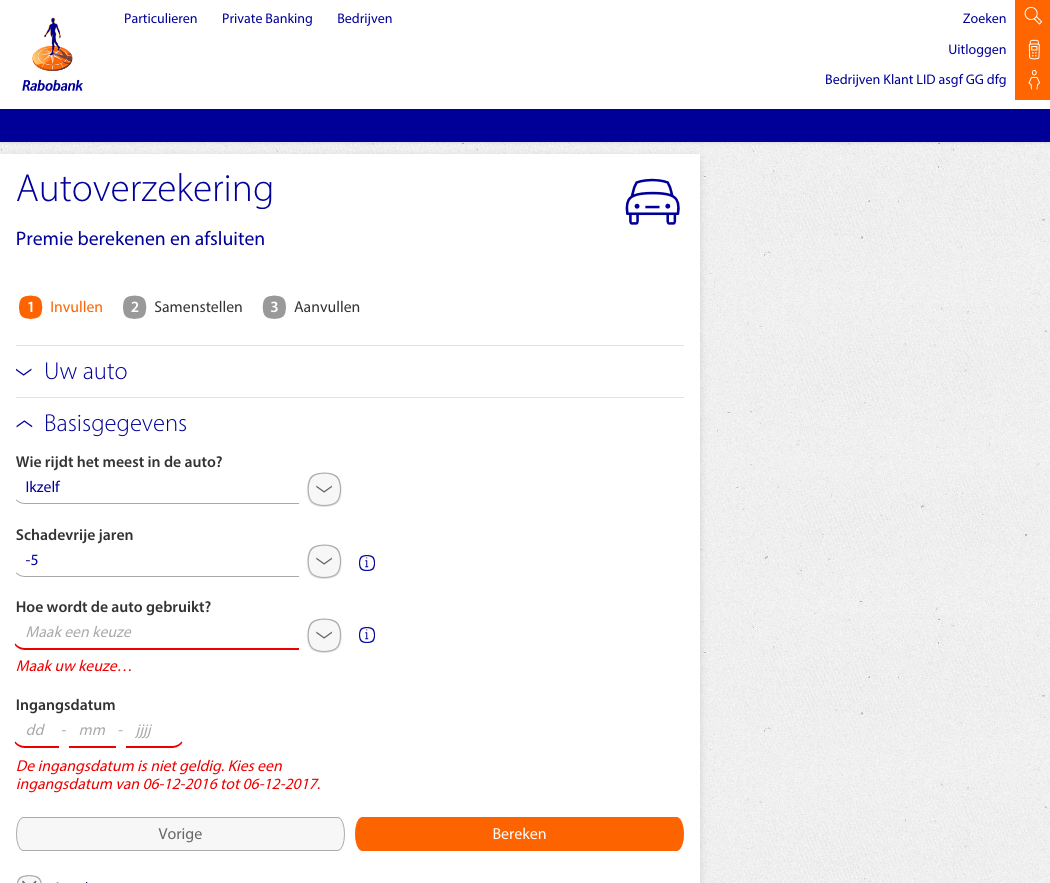 Particulieren Private Banking Bedrijven
Zoeken
Uitloggen
Bedrijven Klant LID asgf GG dfg
Rabobank
Autoverzekering
Premie berekenen en afsluiten
1 Invullen 2 Samenstellen 3 Aanvullen
Uw auto
Basisgegevens
Wie rijdt het meest in de auto?
Ikzelf
Schadevrije jaren
-5
i
Hoe wordt de auto gebruikt?
Maak een keuze
i
Maak uw keuze...
Ingangsdatum
dd - mm - jjjj
De ingangsdatum is niet geldig. Kies een
ingangsdatum van 06-12-2016 tot 06-12-2017.
Vorige Bereken